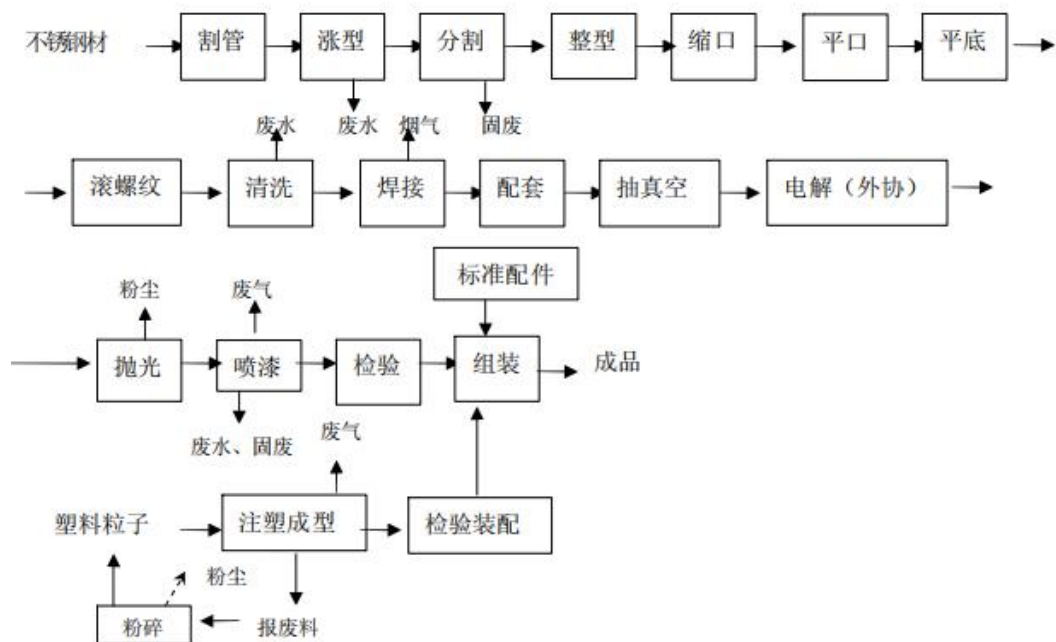 不锈钢材 割管 涨型 分割 整型 缩口 平口 平底
废水 废水 烟气 固废
滚螺纹 清洗 焊接 配套 抽真空 电解（外协）
标准配件
粉尘 废气
抛光 喷漆 检验 组装 成品
废水、固废 废气
塑料粒子 注塑成型 检验装配
粉尘
粉碎 报废料